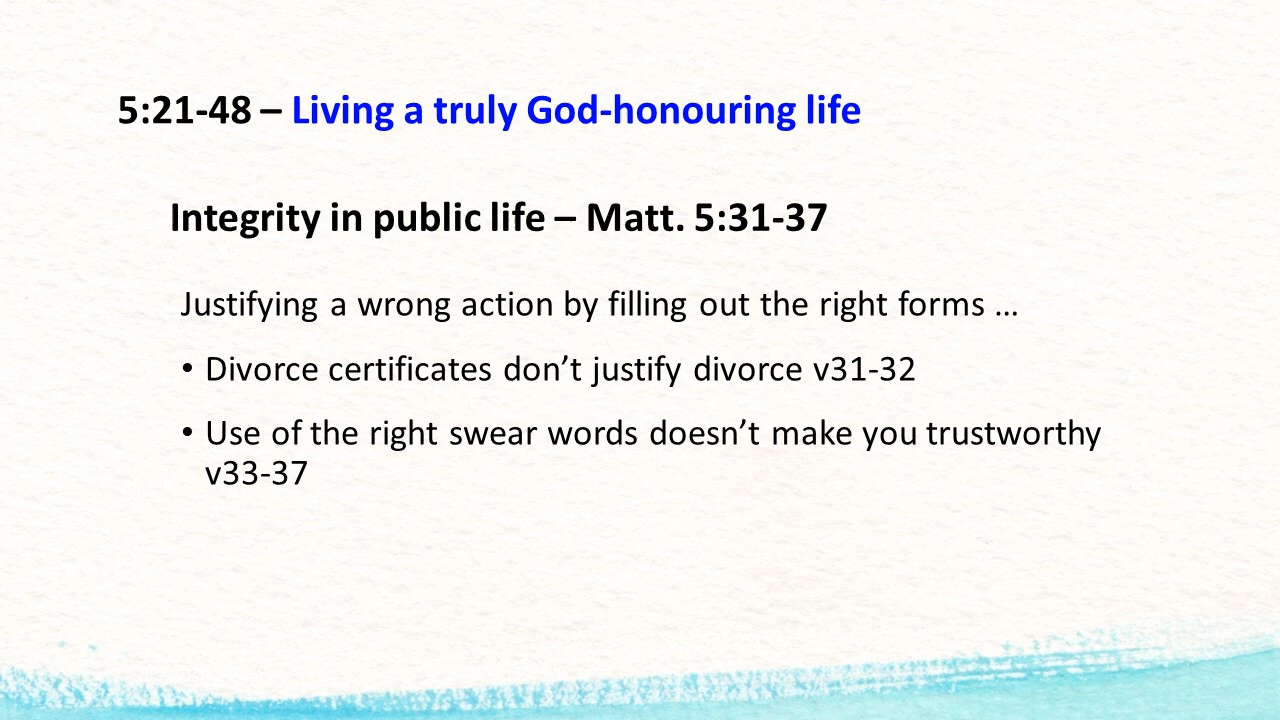 5:21-48 – Living a truly God-honouring life
Integrity in public life – Matt. 5:31-37
Justifying a wrong action by filling out the right forms …
• Divorce certificates don’t justify divorce v31-32
• Use of the right swear words doesn’t make you trustworthy
v33-37